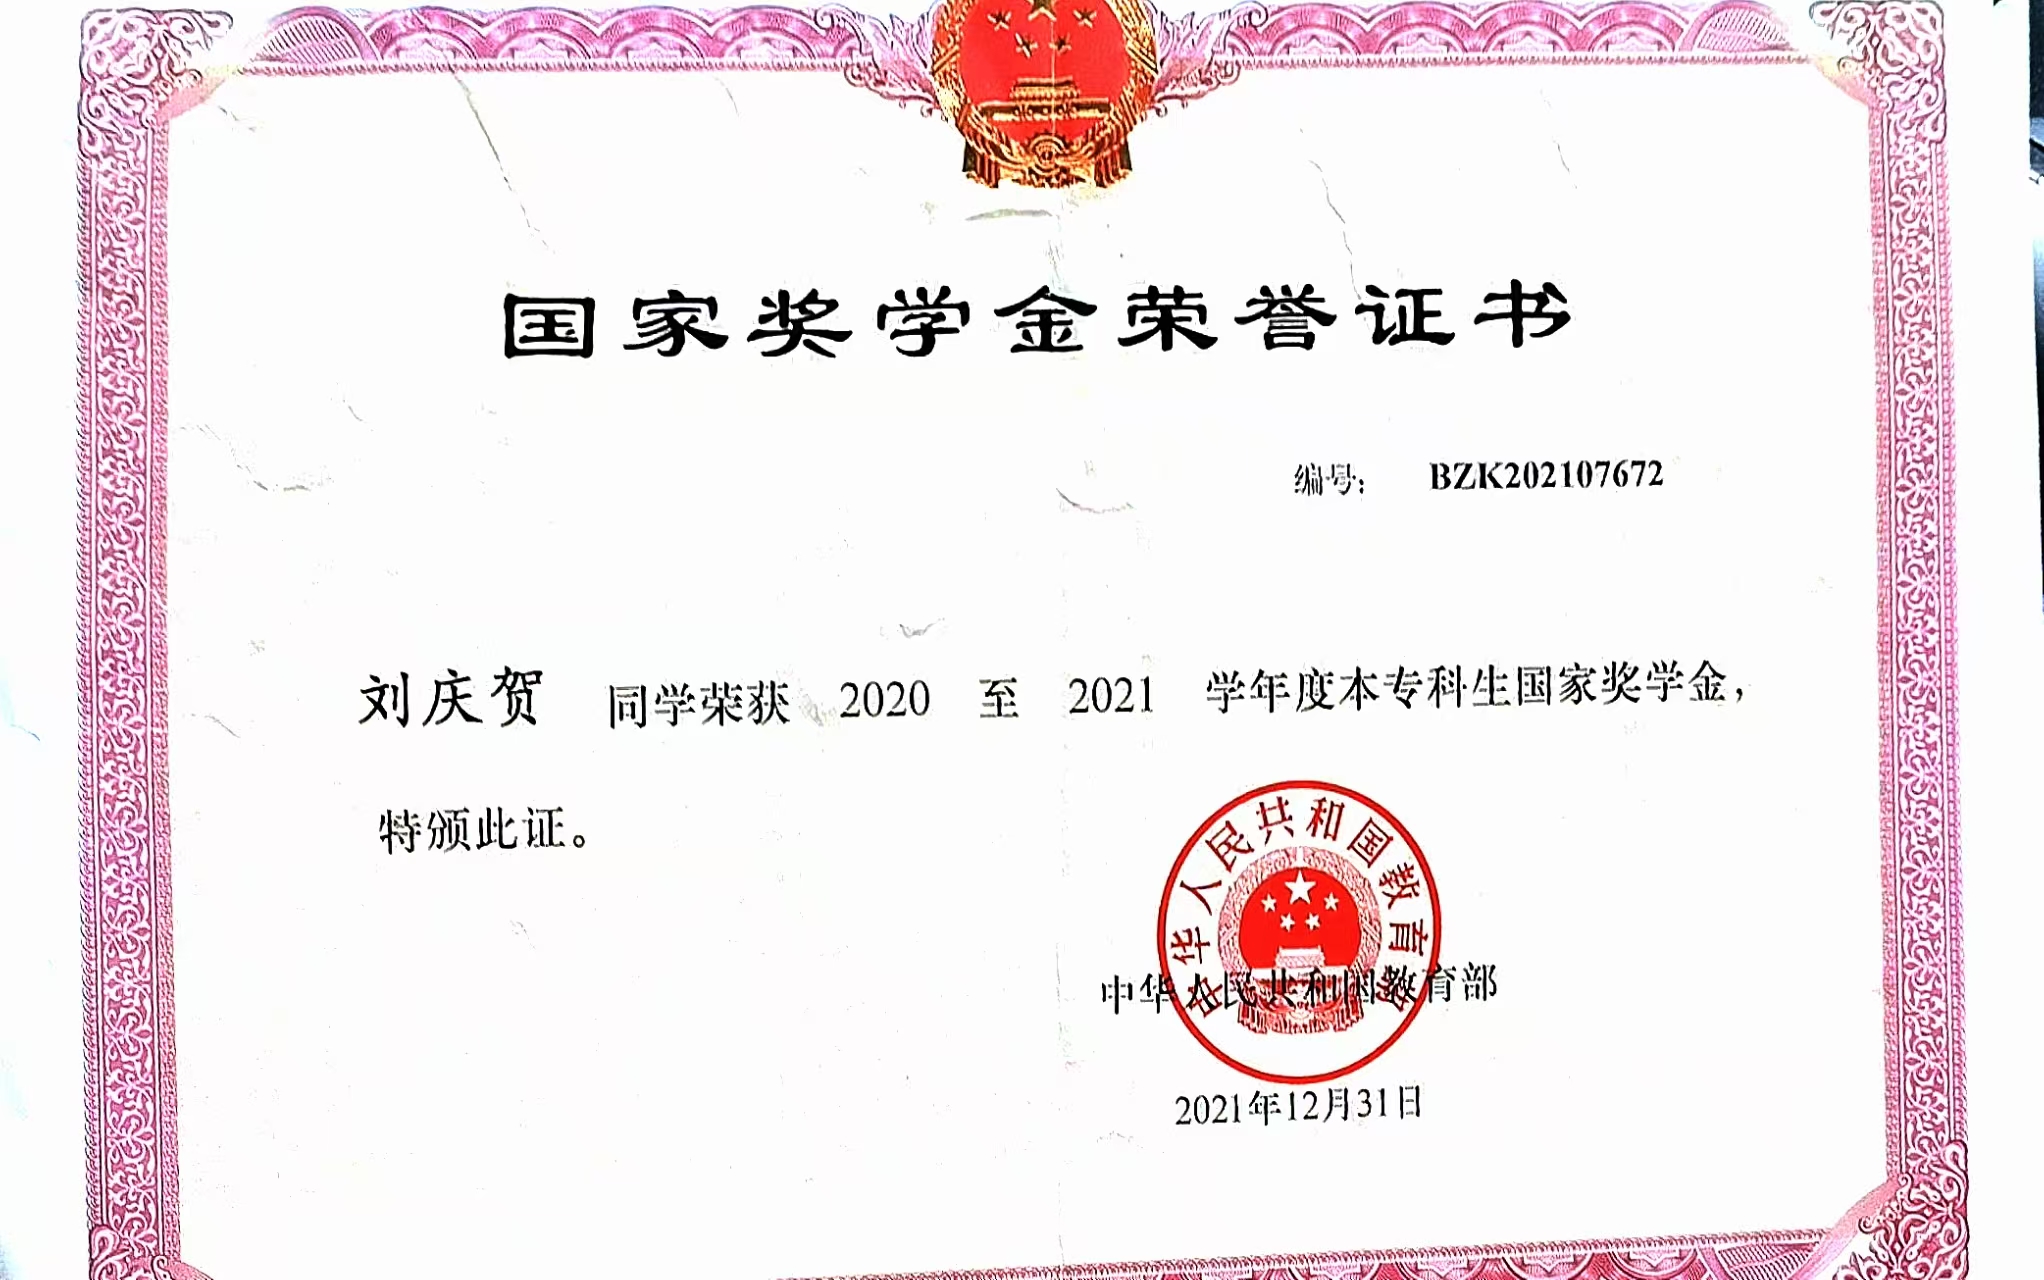 国家奖学金荣誉证书
编号： BZK202107672
刘庆贺 同学荣获 2020 至 2021 学年度本专科生国家奖学金，
特颁此证。
中华人民共和国教育部
中华人民共和国教育部
2021年12月31日